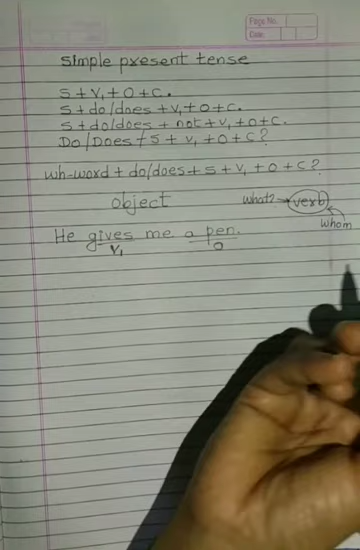 Page No.
Date:
Simple present tense
S + V₁ + O + C.
S + do/does + V₁ + O + C.
S + do/does + not + V₁ + O + C.
Do/Does + S + V₁ + O + C?
Wh-word + do/does + S + V₁ + O + C?
object
what? → verb
whom
He gives me a pen.
V₁ O